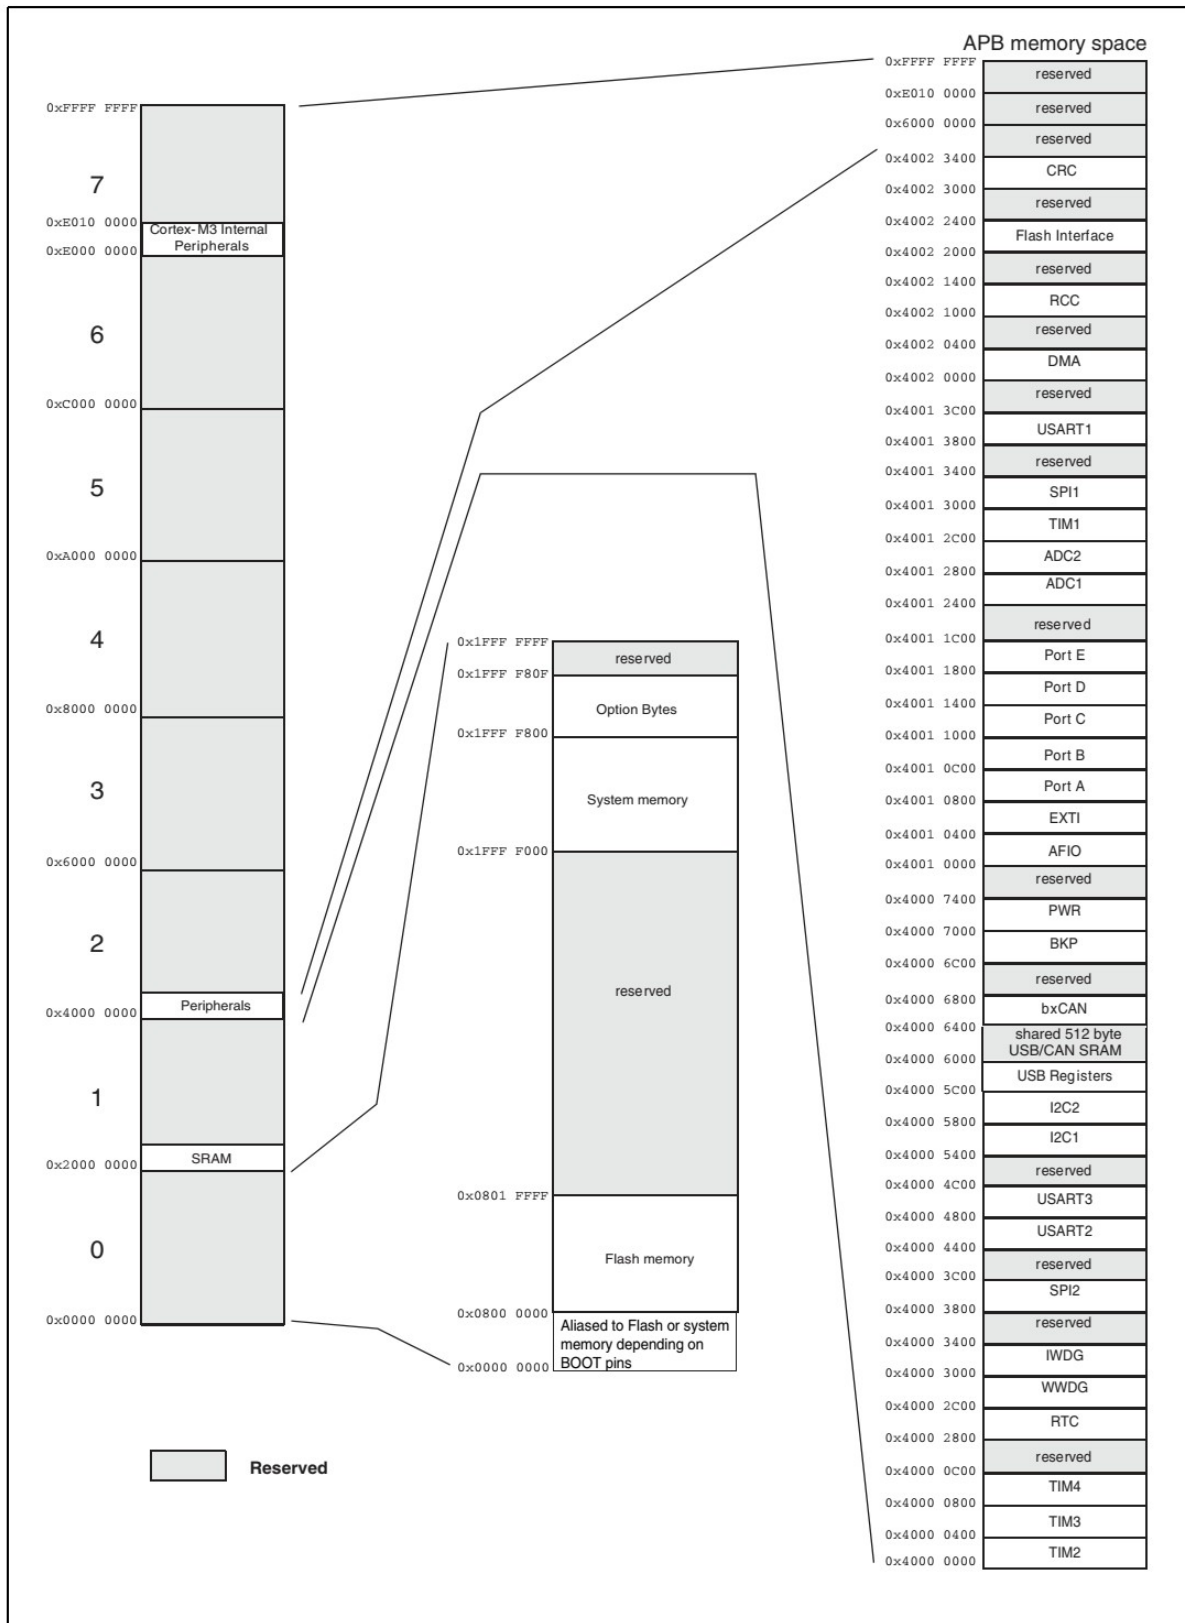 APB memory space
0xFFFF FFFF
7
0xE010 0000
Cortex-M3 Internal
Peripherals
0xE000 0000
6
0xC000 0000
5
0xA000 0000
4
0x8000 0000
3
0x6000 0000
2
Peripherals
0x4000 0000
1
SRAM
0x2000 0000
0
0x0000 0000
Reserved
0x1FFF FFFF
reserved
0x1FFF F80F
Option Bytes
0x1FFF F800
System memory
0x1FFF F000
reserved
0x0801 FFFF
Flash memory
0x0800 0000
Aliased to Flash or system
memory depending on
BOOT pins
0x0000 0000
0xFFFF FFFF
reserved
0xE010 0000
reserved
0x6000 0000
reserved
0x4002 3400
CRC
0x4002 3000
reserved
0x4002 2400
Flash Interface
0x4002 2000
reserved
0x4002 1400
RCC
0x4002 1000
reserved
0x4002 0400
DMA
0x4002 0000
reserved
0x4001 3C00
USART1
0x4001 3800
reserved
0x4001 3400
SPI1
0x4001 3000
TIM1
0x4001 2C00
ADC2
0x4001 2800
ADC1
0x4001 2400
reserved
0x4001 1C00
Port E
0x4001 1800
Port D
0x4001 1400
Port C
0x4001 1000
Port B
0x4001 0C00
Port A
0x4001 0800
EXTI
0x4001 0400
AFIO
0x4001 0000
reserved
0x4000 7400
PWR
0x4000 7000
BKP
0x4000 6C00
reserved
0x4000 6800
bxCAN
0x4000 6400
shared 512 byte
USB/CAN SRAM
0x4000 6000
USB Registers
0x4000 5C00
I2C2
0x4000 5800
I2C1
0x4000 5400
reserved
0x4000 4C00
USART3
0x4000 4800
USART2
0x4000 4400
reserved
0x4000 3C00
SPI2
0x4000 3800
reserved
0x4000 3400
IWDG
0x4000 3000
WWDG
0x4000 2C00
RTC
0x4000 2800
reserved
0x4000 0C00
TIM4
0x4000 0800
TIM3
0x4000 0400
TIM2
0x4000 0000